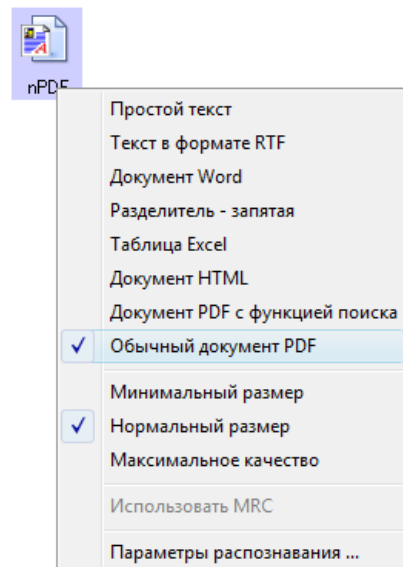 nPDF
Простой текст
Текст в формате RTF
Документ Word
Разделитель - запятая
Таблица Excel
Документ HTML
Документ PDF с функцией поиска
Обычный документ PDF
Минимальный размер
Нормальный размер
Максимальное качество
Использовать MRC
Параметры распознавания ...